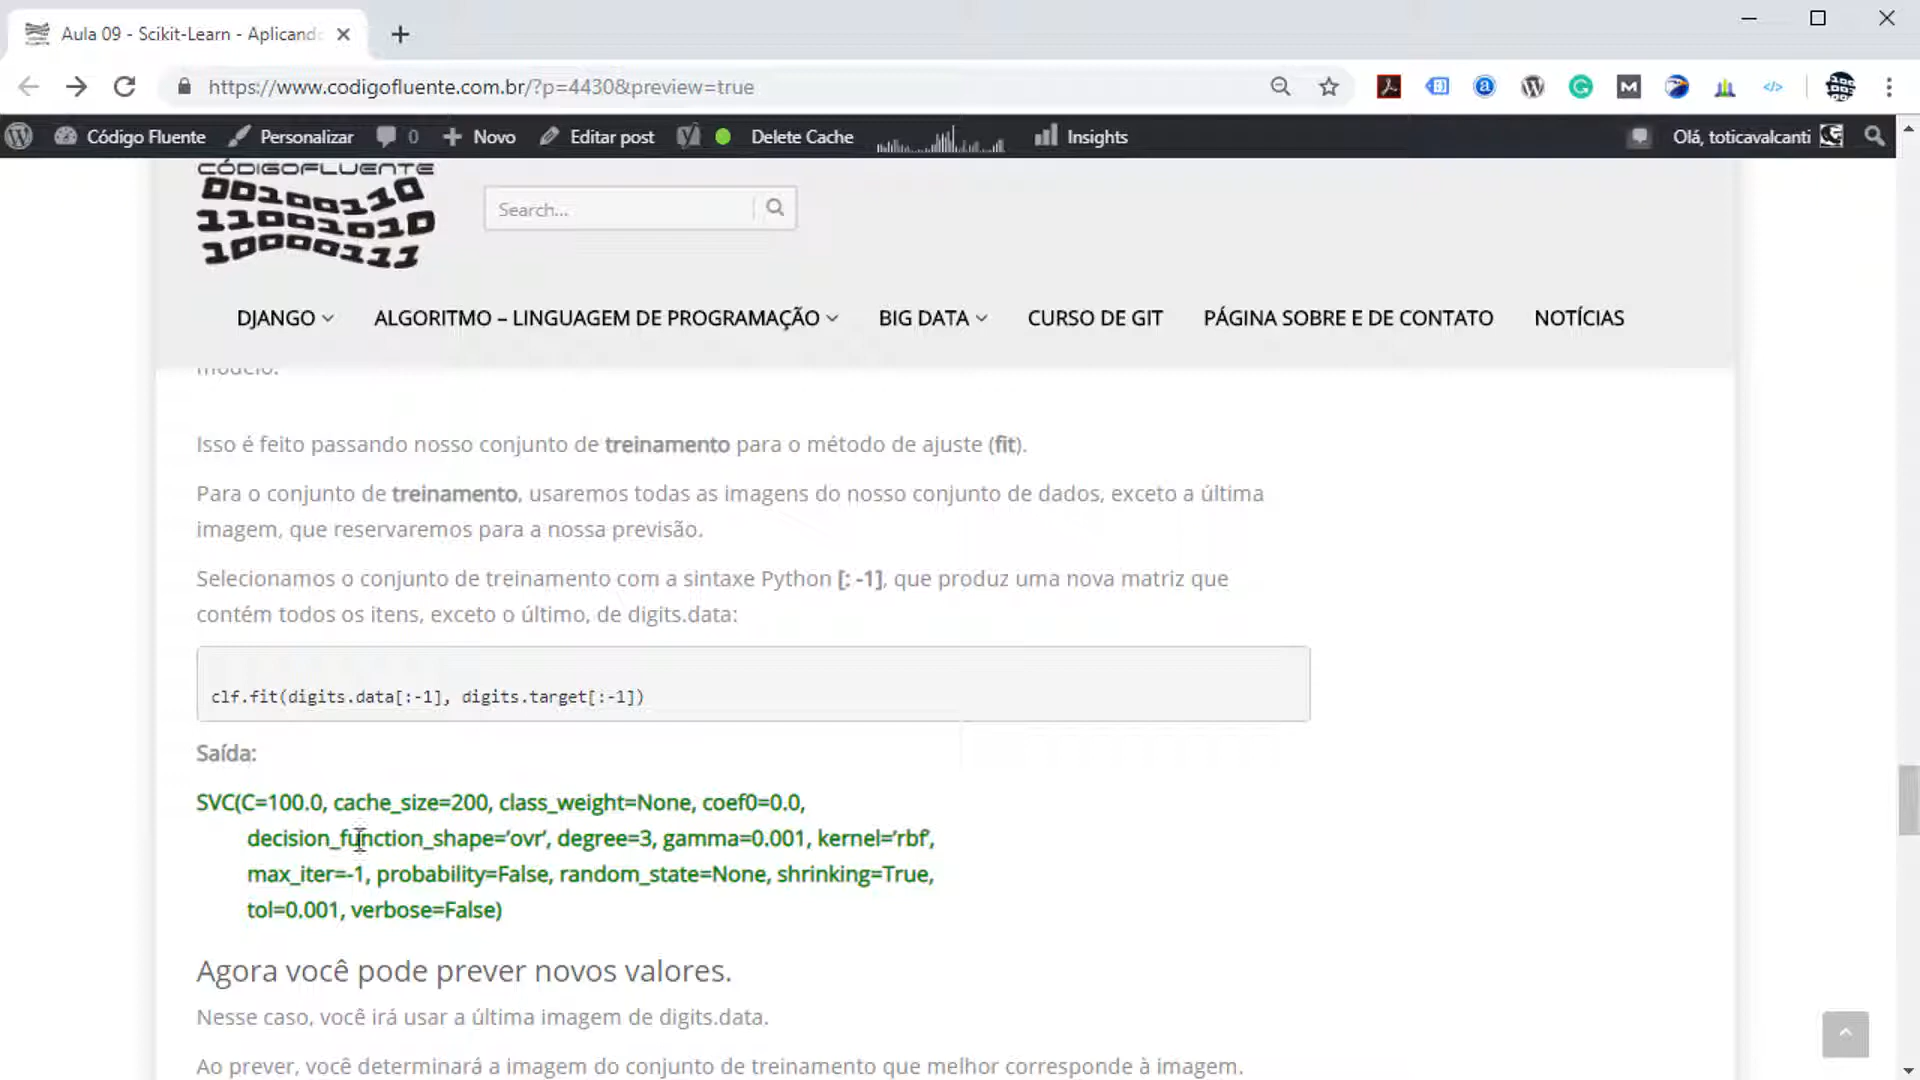 Aula 09 - Scikit-Learn - Aplicand
https://www.codigofluente.com.br/?p=4430&preview=true
Código Fluente Personalizar 0 Novo Editar post Delete Cache Insights Olá, toticavalcanti
CÓDIGOFLUENTE
00100110
11001010
10000111
Search...
DJANGO ALGORITMO – LINGUAGEM DE PROGRAMAÇÃO BIG DATA CURSO DE GIT PÁGINA SOBRE E DE CONTATO NOTÍCIAS
modelo.
Isso é feito passando nosso conjunto de treinamento para o método de ajuste (fit).
Para o conjunto de treinamento, usaremos todas as imagens do nosso conjunto de dados, exceto a última
imagem, que reservaremos para a nossa previsão.
Selecionamos o conjunto de treinamento com a sintaxe Python [: -1], que produz uma nova matriz que
contém todos os itens, exceto o último, de digits.data:
clf.fit(digits.data[:-1], digits.target[:-1])
Saída:
SVC(C=100.0, cache_size=200, class_weight=None, coef0=0.0,
decision_function_shape=’ovr’, degree=3, gamma=0.001, kernel=’rbf’,
max_iter=-1, probability=False, random_state=None, shrinking=True,
tol=0.001, verbose=False)
Agora você pode prever novos valores.
Nesse caso, você irá usar a última imagem de digits.data.
Ao prever, você determinará a imagem do conjunto de treinamento que melhor corresponde à imagem.